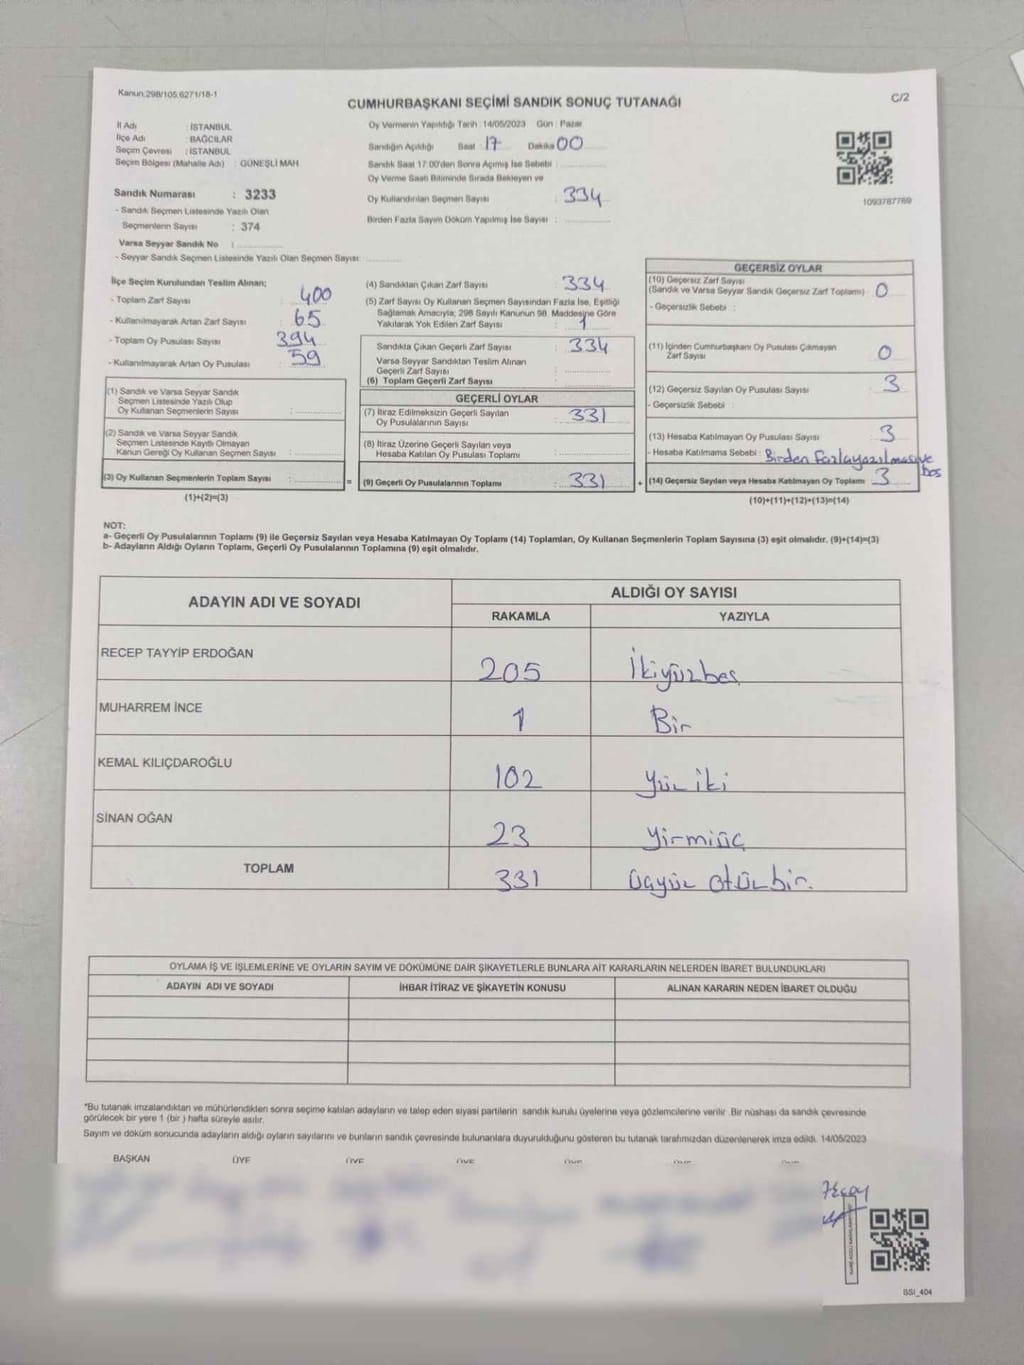 Kanun:298/105;6271/18-1
CUMHURBAŞKANI SEÇİMİ SANDIK SONUÇ TUTANAĞI
C/2
İl Adı : İSTANBUL
İlçe Adı : BAĞCILAR
Seçim Çevresi : İSTANBUL
Seçim Bölgesi (Mahalle Adı) : GÜNEŞLİ MAH.
Sandık Numarası : 3233
- Sandık Seçmen Listesinde Yazılı Olan
Seçmenlerin Sayısı : 374
Varsa Seyyar Sandık No :
- Seyyar Sandık Seçmen Listesinde Yazılı Olan Seçmen Sayısı:
Oy Vermenin Yapıldığı Tarih :14/05/2023 Gün : Pazar
Sandığın Açıldığı Saat : 17 Dakika 00
Sandık Saat 17:00'den Sonra Açılmış İse Sebebi :
Oy Verme Saati Bitiminde Sırada Bekleyen ve
Oy Kullandırılan Seçmen Sayısı : 334
Birden Fazla Sayım Döküm Yapılmış İse Sayısı :
1093787769
İlçe Seçim Kurulundan Teslim Alınan;
- Toplam Zarf Sayısı : 400
- Kullanılmayarak Artan Zarf Sayısı : 65
- Toplam Oy Pusulası Sayısı : 394
- Kullanılmayarak Artan Oy Pusulası : 59
(1) Sandık ve Varsa Seyyar Sandık
Seçmen Listesinde Yazılı Olup
Oy Kullanan Seçmenlerin Sayısı :
(2) Sandık ve Varsa Seyyar Sandık
Seçmen Listesinde Kayıtlı Olmayan
Kanun Gereği Oy Kullanan Seçmen Sayısı :
(3) Oy Kullanan Seçmenlerin Toplam Sayısı :
(1)+(2)=(3)
(4) Sandıktan Çıkan Zarf Sayısı : 334
(5) Zarf Sayısı Oy Kullanan Seçmen Sayısından Fazla İse, Eşitliği
Sağlamak Amacıyla; 298 Sayılı Kanunun 98. Maddesine Göre
Yakılarak Yok Edilen Zarf Sayısı : 1
Sandıkta Çıkan Geçerli Zarf Sayısı : 334
Varsa Seyyar Sandıktan Teslim Alınan
Geçerli Zarf Sayısı :
(6) Toplam Geçerli Zarf Sayısı :
GEÇERLİ OYLAR
(7) İtiraz Edilmeksizin Geçerli Sayılan
Oy Pusulalarının Sayısı : 331
(8) İtiraz Üzerine Geçerli Sayılan veya
Hesaba Katılan Oy Pusulası Toplamı :
= (9) Geçerli Oy Pusulalarının Toplamı : 331
GEÇERSİZ OYLAR
(10) Geçersiz Zarf Sayısı
(Sandık ve Varsa Seyyar Sandık Geçersiz Zarf Toplamı) : 0
- Geçersizlik Sebebi :
(11) İçinden Cumhurbaşkanı Oy Pusulası Çıkmayan
Zarf Sayısı : 0
(12) Geçersiz Sayılan Oy Pusulası Sayısı : 3
- Geçersizlik Sebebi :
(13) Hesaba Katılmayan Oy Pusulası Sayısı : 3
- Hesaba Katılmama Sebebi : Birden fazla yazılması ve
boş
+ (14) Geçersiz Sayılan veya Hesaba Katılmayan Oy Toplamı : 3
(10)+(11)+(12)+(13)=(14)
NOT:
a- Geçerli Oy Pusulalarının Toplamı (9) ile Geçersiz Sayılan veya Hesaba Katılmayan Oy Toplamı (14) Toplamları, Oy Kullanan Seçmenlerin Toplam Sayısına (3) eşit olmalıdır. (9)+(14)=(3)
b- Adayların Aldığı Oyların Toplamı, Geçerli Oy Pusulalarının Toplamına (9) eşit olmalıdır.
ADAYIN ADI VE SOYADI
ALDIĞI OY SAYISI
RAKAMLA YAZIYLA
RECEP TAYYİP ERDOĞAN 205 İkiyüzbeş
MUHARREM İNCE 1 Bir
KEMAL KILIÇDAROĞLU 102 Yüz iki
SİNAN OĞAN 23 Yirmiüç
TOPLAM 331 Üçyüz otuzbir.
OYLAMA İŞ VE İŞLEMLERİNE VE OYLARIN SAYIM VE DÖKÜMÜNE DAİR ŞİKAYETLERLE BUNLARA AİT KARARLARIN NELERDEN İBARET BULUNDUKLARI
ADAYIN ADI VE SOYADI İHBAR İTİRAZ VE ŞİKAYETİN KONUSU ALINAN KARARIN NEDEN İBARET OLDUĞU
*Bu tutanak imzalandıktan ve mühürlendikten sonra seçime katılan adayların ve talep eden siyasi partilerin sandık kurulu üyelerine veya gözlemcilerine verilir .Bir nüshası da sandık çevresinde
görülecek bir yere 1 (bir ) hafta süreyle asılır.
Sayım ve döküm sonucunda adayların aldığı oyların sayılarını ve bunların sandık çevresinde bulunanlara duyurulduğunu gösteren bu tutanak tarafımızdan düzenlenerek imza edildi. 14/05/2023
BAŞKAN ÜYE ÜYE ÜYE ÜYE ÜYE ÜYE
SSI_404